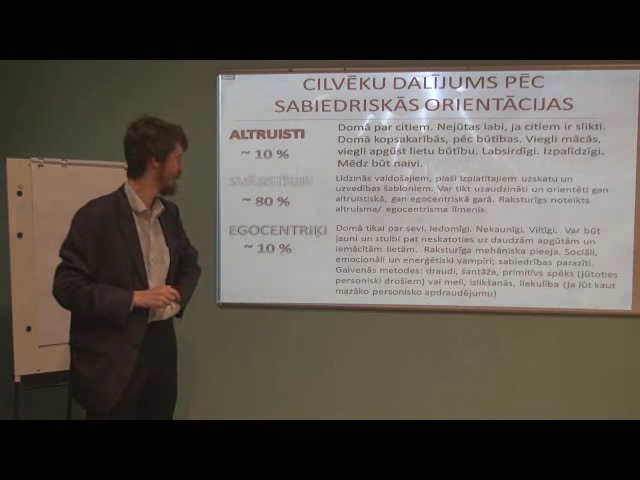 CILVĒKU DALĪJUMS PĒC
SABIEDRISKĀS ORIENTĀCIJAS
ALTRUISTI
~ 10 %
Domā par citiem. Nejūtas labi, ja citiem ir slikti.
Domā kopsakarībās, pēc būtības. Viegli mācās,
viegli apgūst lietu būtību. Labsirdīgi. Izpalīdzīgi.
Mēdz būt naivi.
~ 80 %
Līdzinās valdošajiem, plaši izplatītajiem uzskatu un
uzvedības šabloniem. Var tikt uzaudzināti un orientēti gan
altruistiskā, gan egocentriskā garā. Raksturīgs noteikts
altruisma/ egocentrisma līmenis.
EGOCENTRIĶI
~ 10 %
Domā tikai par sevi. Iedomīgi. Nekaunīgi. Viltīgi. Var būt
ļauni un stulbi pat neskatoties uz daudzām apgūtām un
iemācītām lietām. Raksturīga mehāniska pieeja. Sociāli,
emocionāli un enerģētiski vampīri; sabiedrības parazīti.
Galvenās metodes: draudi, šantāža, primitīvs spēks (jūtoties
personiski drošiem) vai meli, izlikšanās, liekulība (ja jūt kaut
mazāko personisko apdraudējumu)